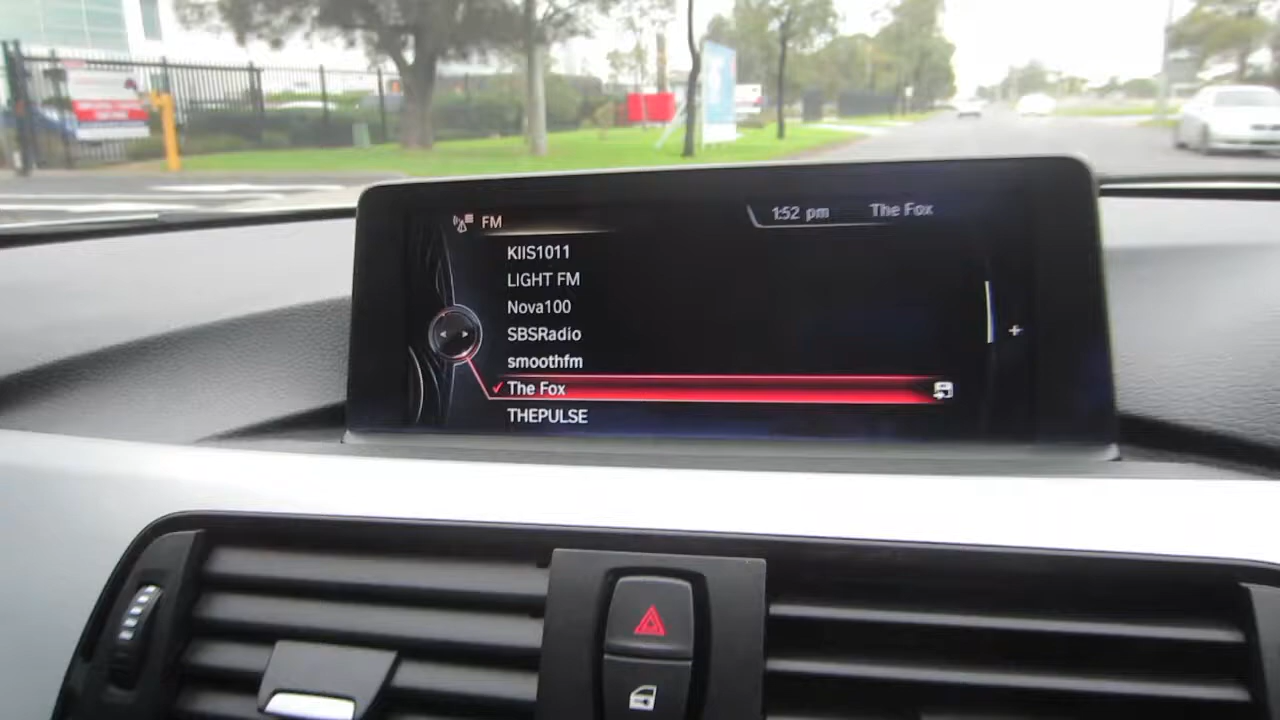 FM
1:52 pm The Fox
KIIS1011
LIGHT FM
Nova100
SBSRadio
smoothfm
The Fox
THEPULSE